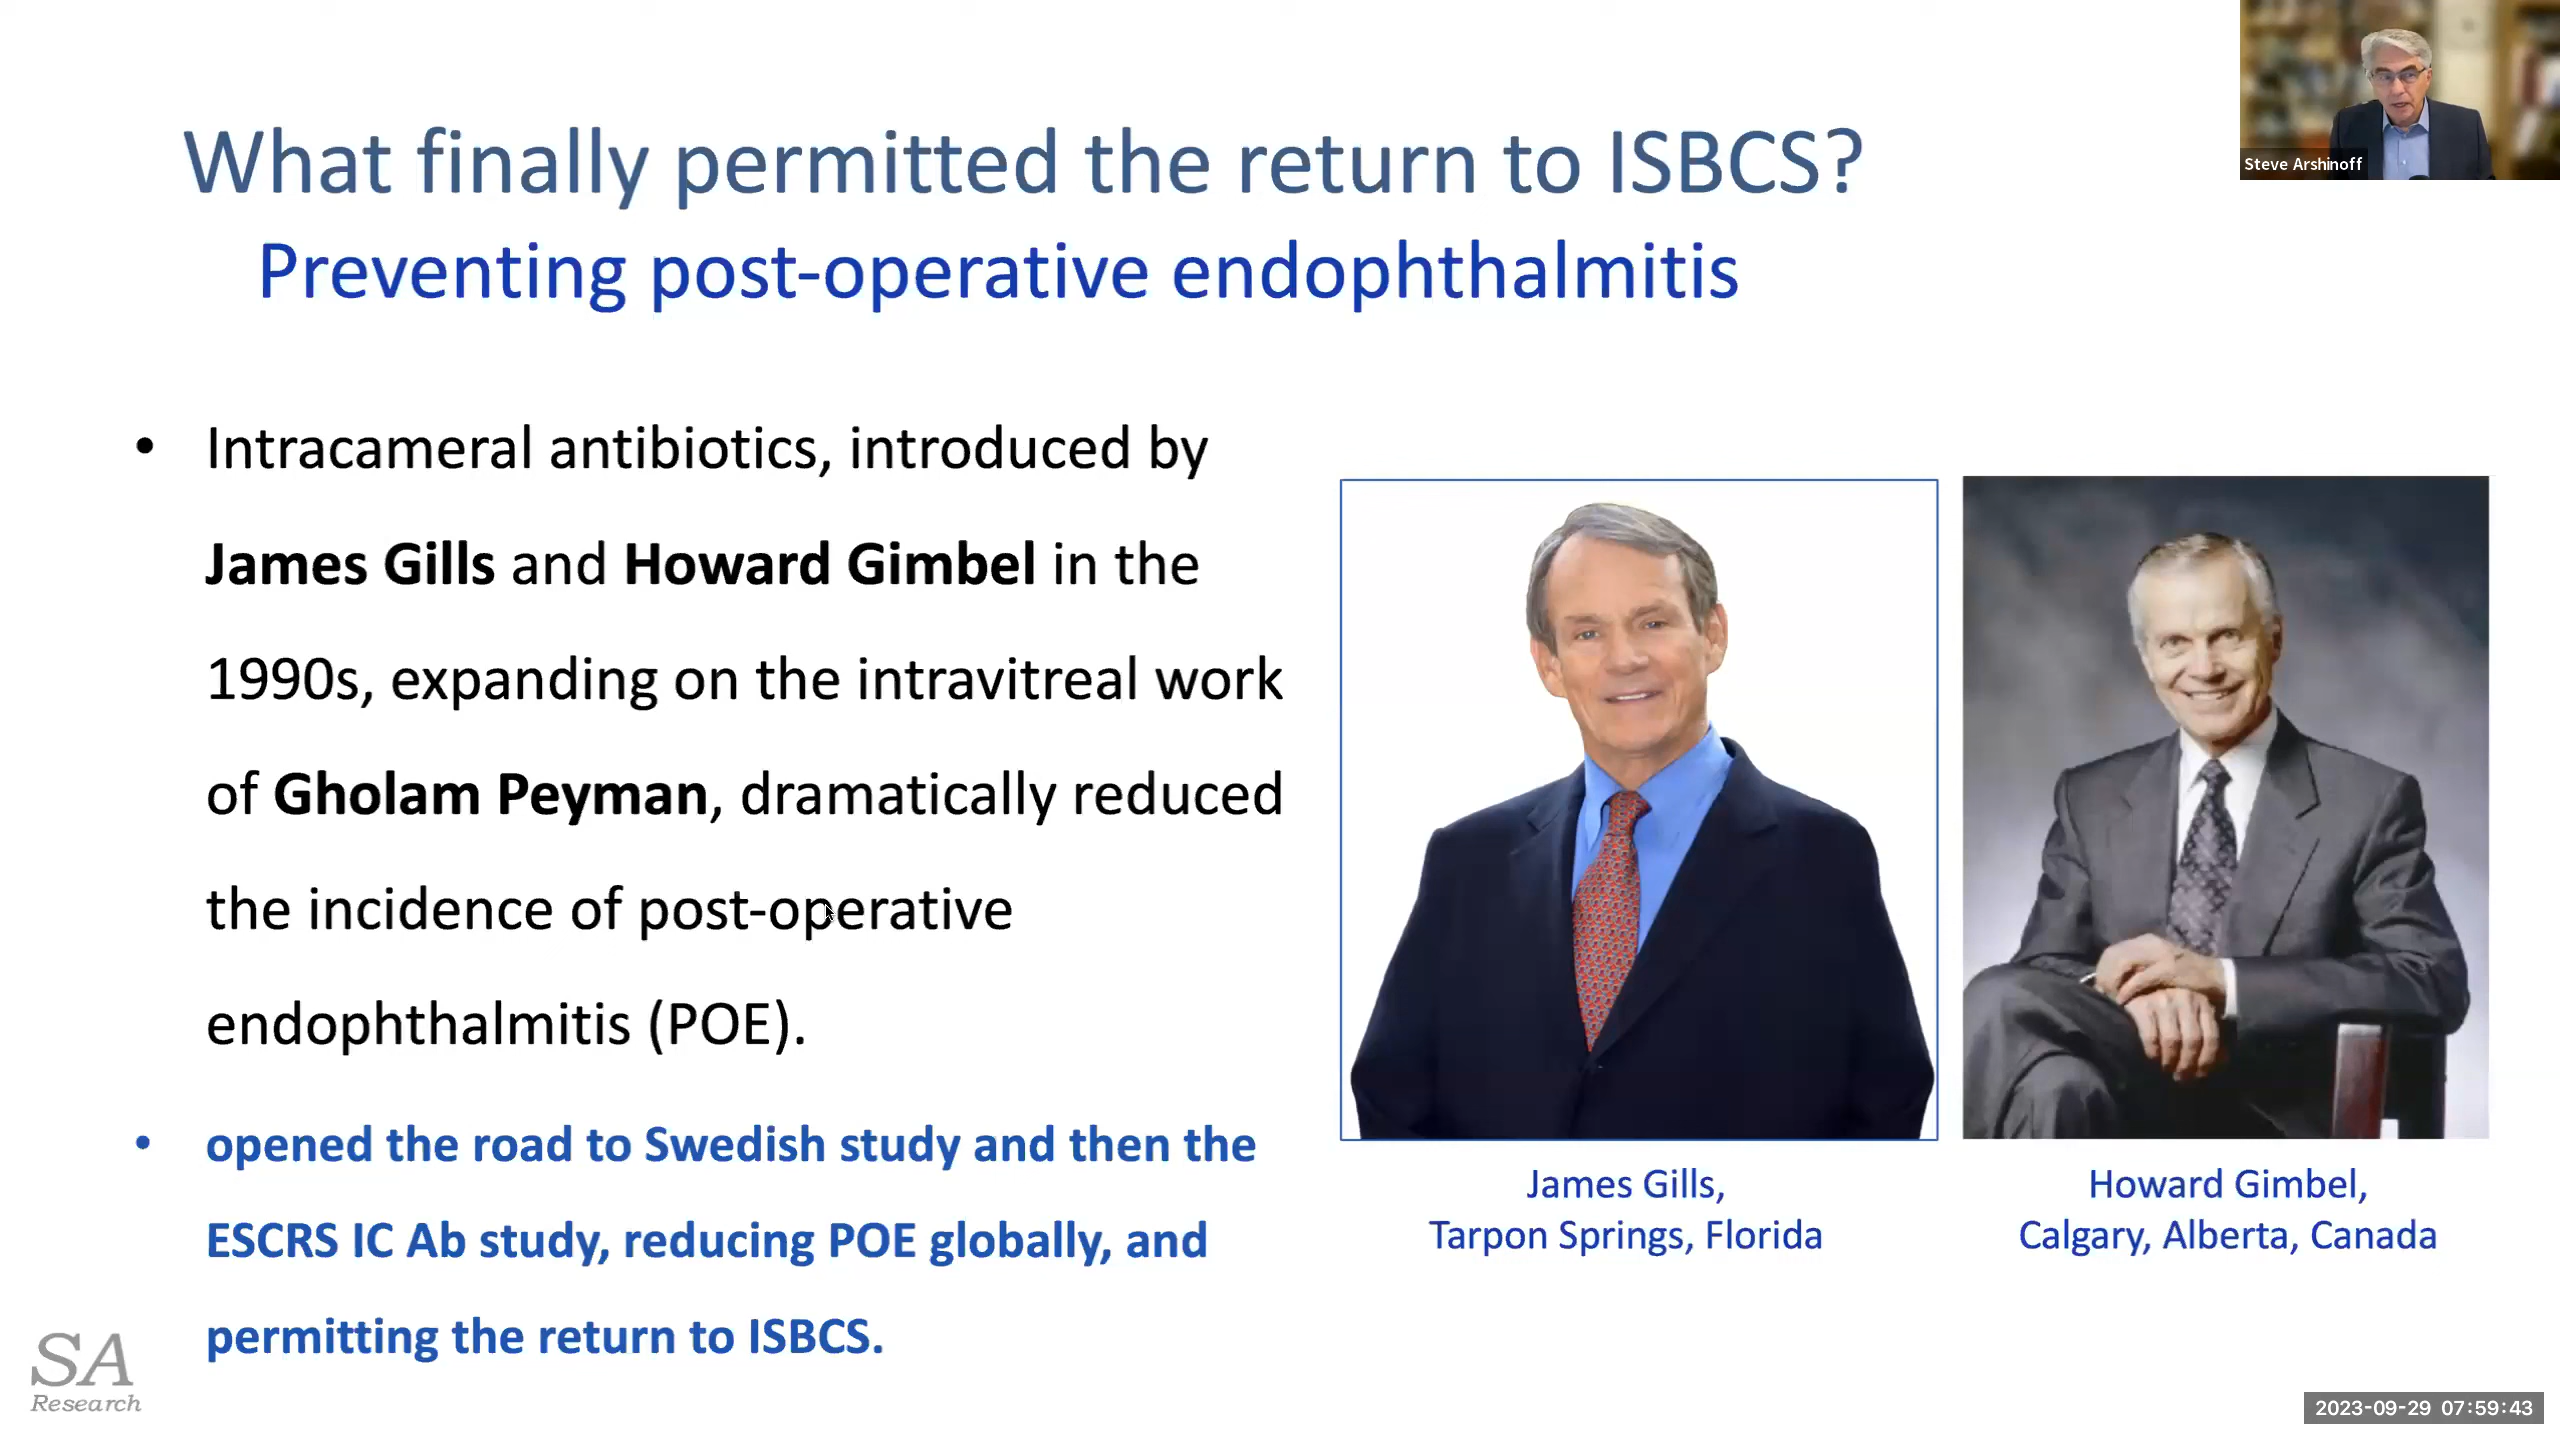 What finally permitted the return to ISBCS?
Preventing post-operative endophthalmitis
Steve Arshinoff
• Intracameral antibiotics, introduced by
James Gills and Howard Gimbel in the
1990s, expanding on the intravitreal work
of Gholam Peyman, dramatically reduced
the incidence of post-operative
endophthalmitis (POE).
• opened the road to Swedish study and then the
ESCRS IC Ab study, reducing POE globally, and
permitting the return to ISBCS.
James Gills,
Tarpon Springs, Florida
Howard Gimbel,
Calgary, Alberta, Canada
SA
Research
2023-09-29 07:59:43